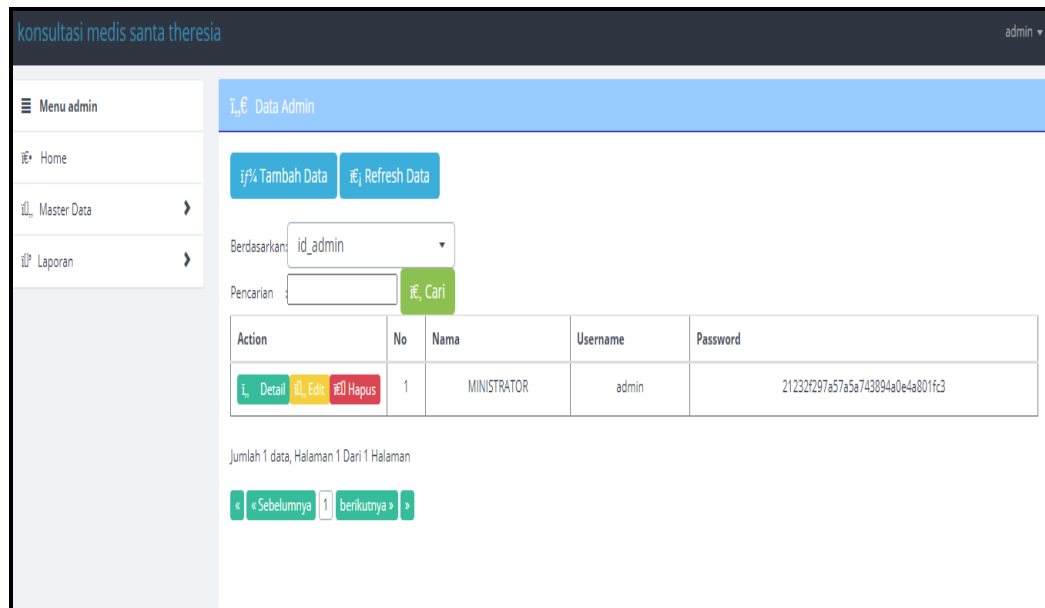 konsultasi medis santa theresia
admin
Menu admin
Home
Master Data
Laporan
ï„€ Data Admin
Tambah Data
Refresh Data
Berdasarkan: id_admin
Pencarian :
Cari
Action No Nama Username Password
Detail Edit Hapus 1 MINISTRATOR admin 21232f297a57a5a743894a0e4a801fc3
Jumlah 1 data, Halaman 1 Dari 1 Halaman
« « Sebelumnya 1 berikutnya » »